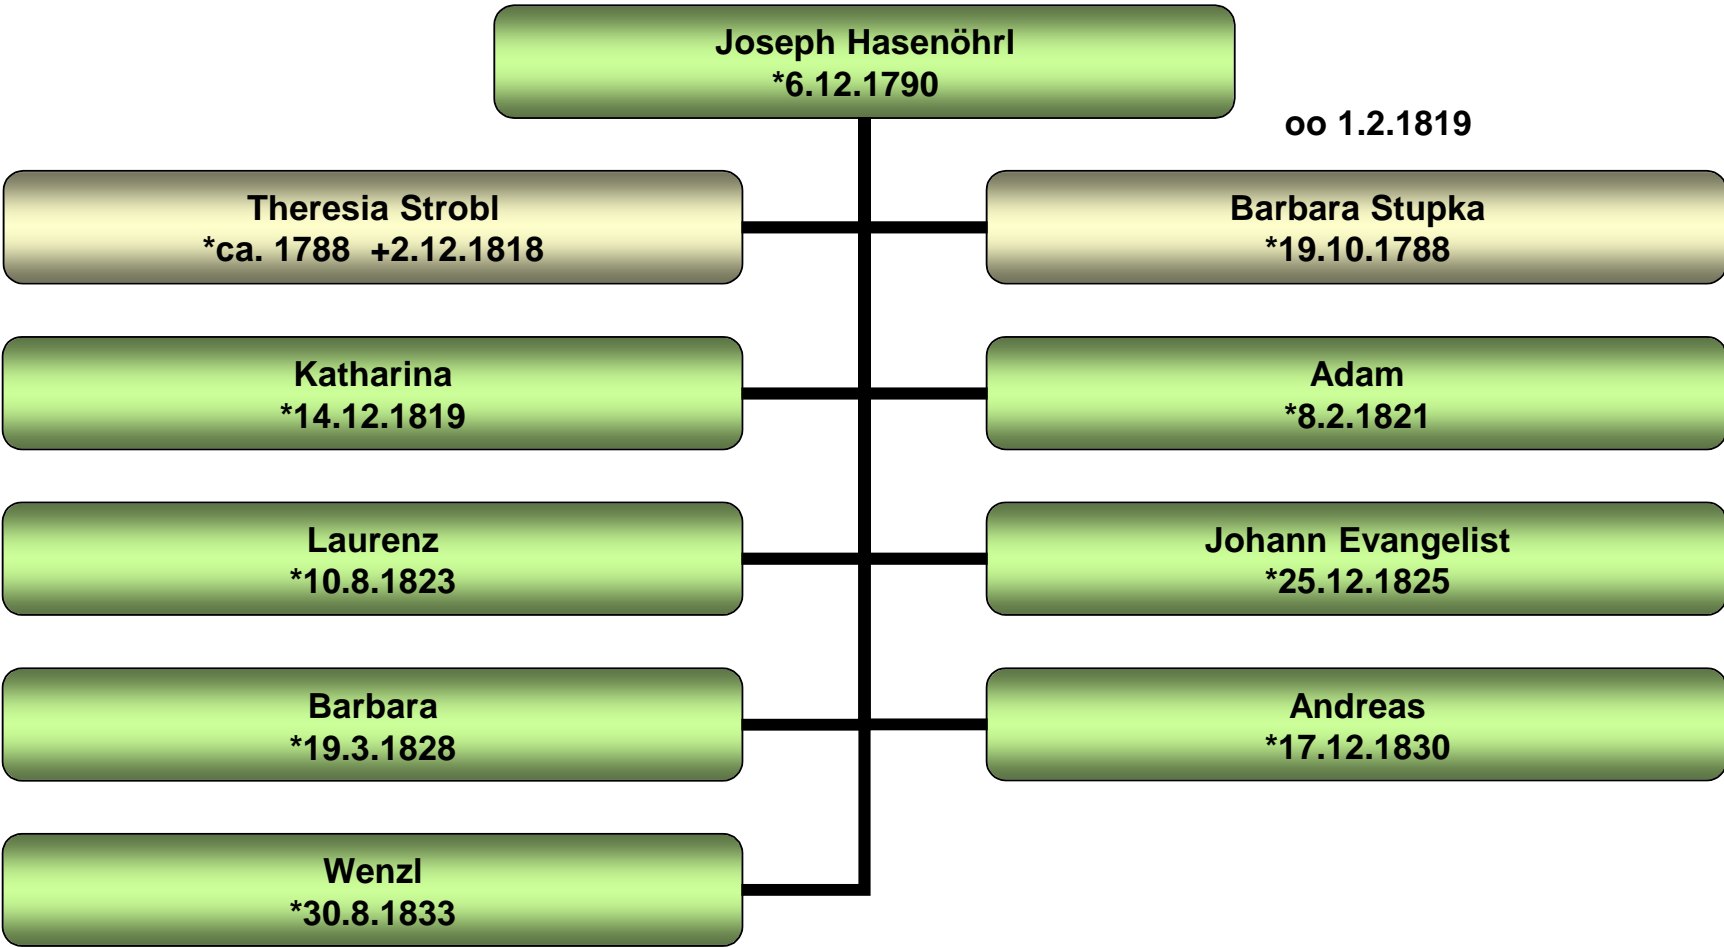 Joseph Hasenöhrl
*6.12.1790
oo 1.2.1819
Theresia Strobl
*ca. 1788  +2.12.1818
Barbara Stupka
*19.10.1788
Katharina
*14.12.1819
Adam
*8.2.1821
Laurenz
*10.8.1823
Johann Evangelist
*25.12.1825
Barbara
*19.3.1828
Andreas
*17.12.1830
Wenzl
*30.8.1833